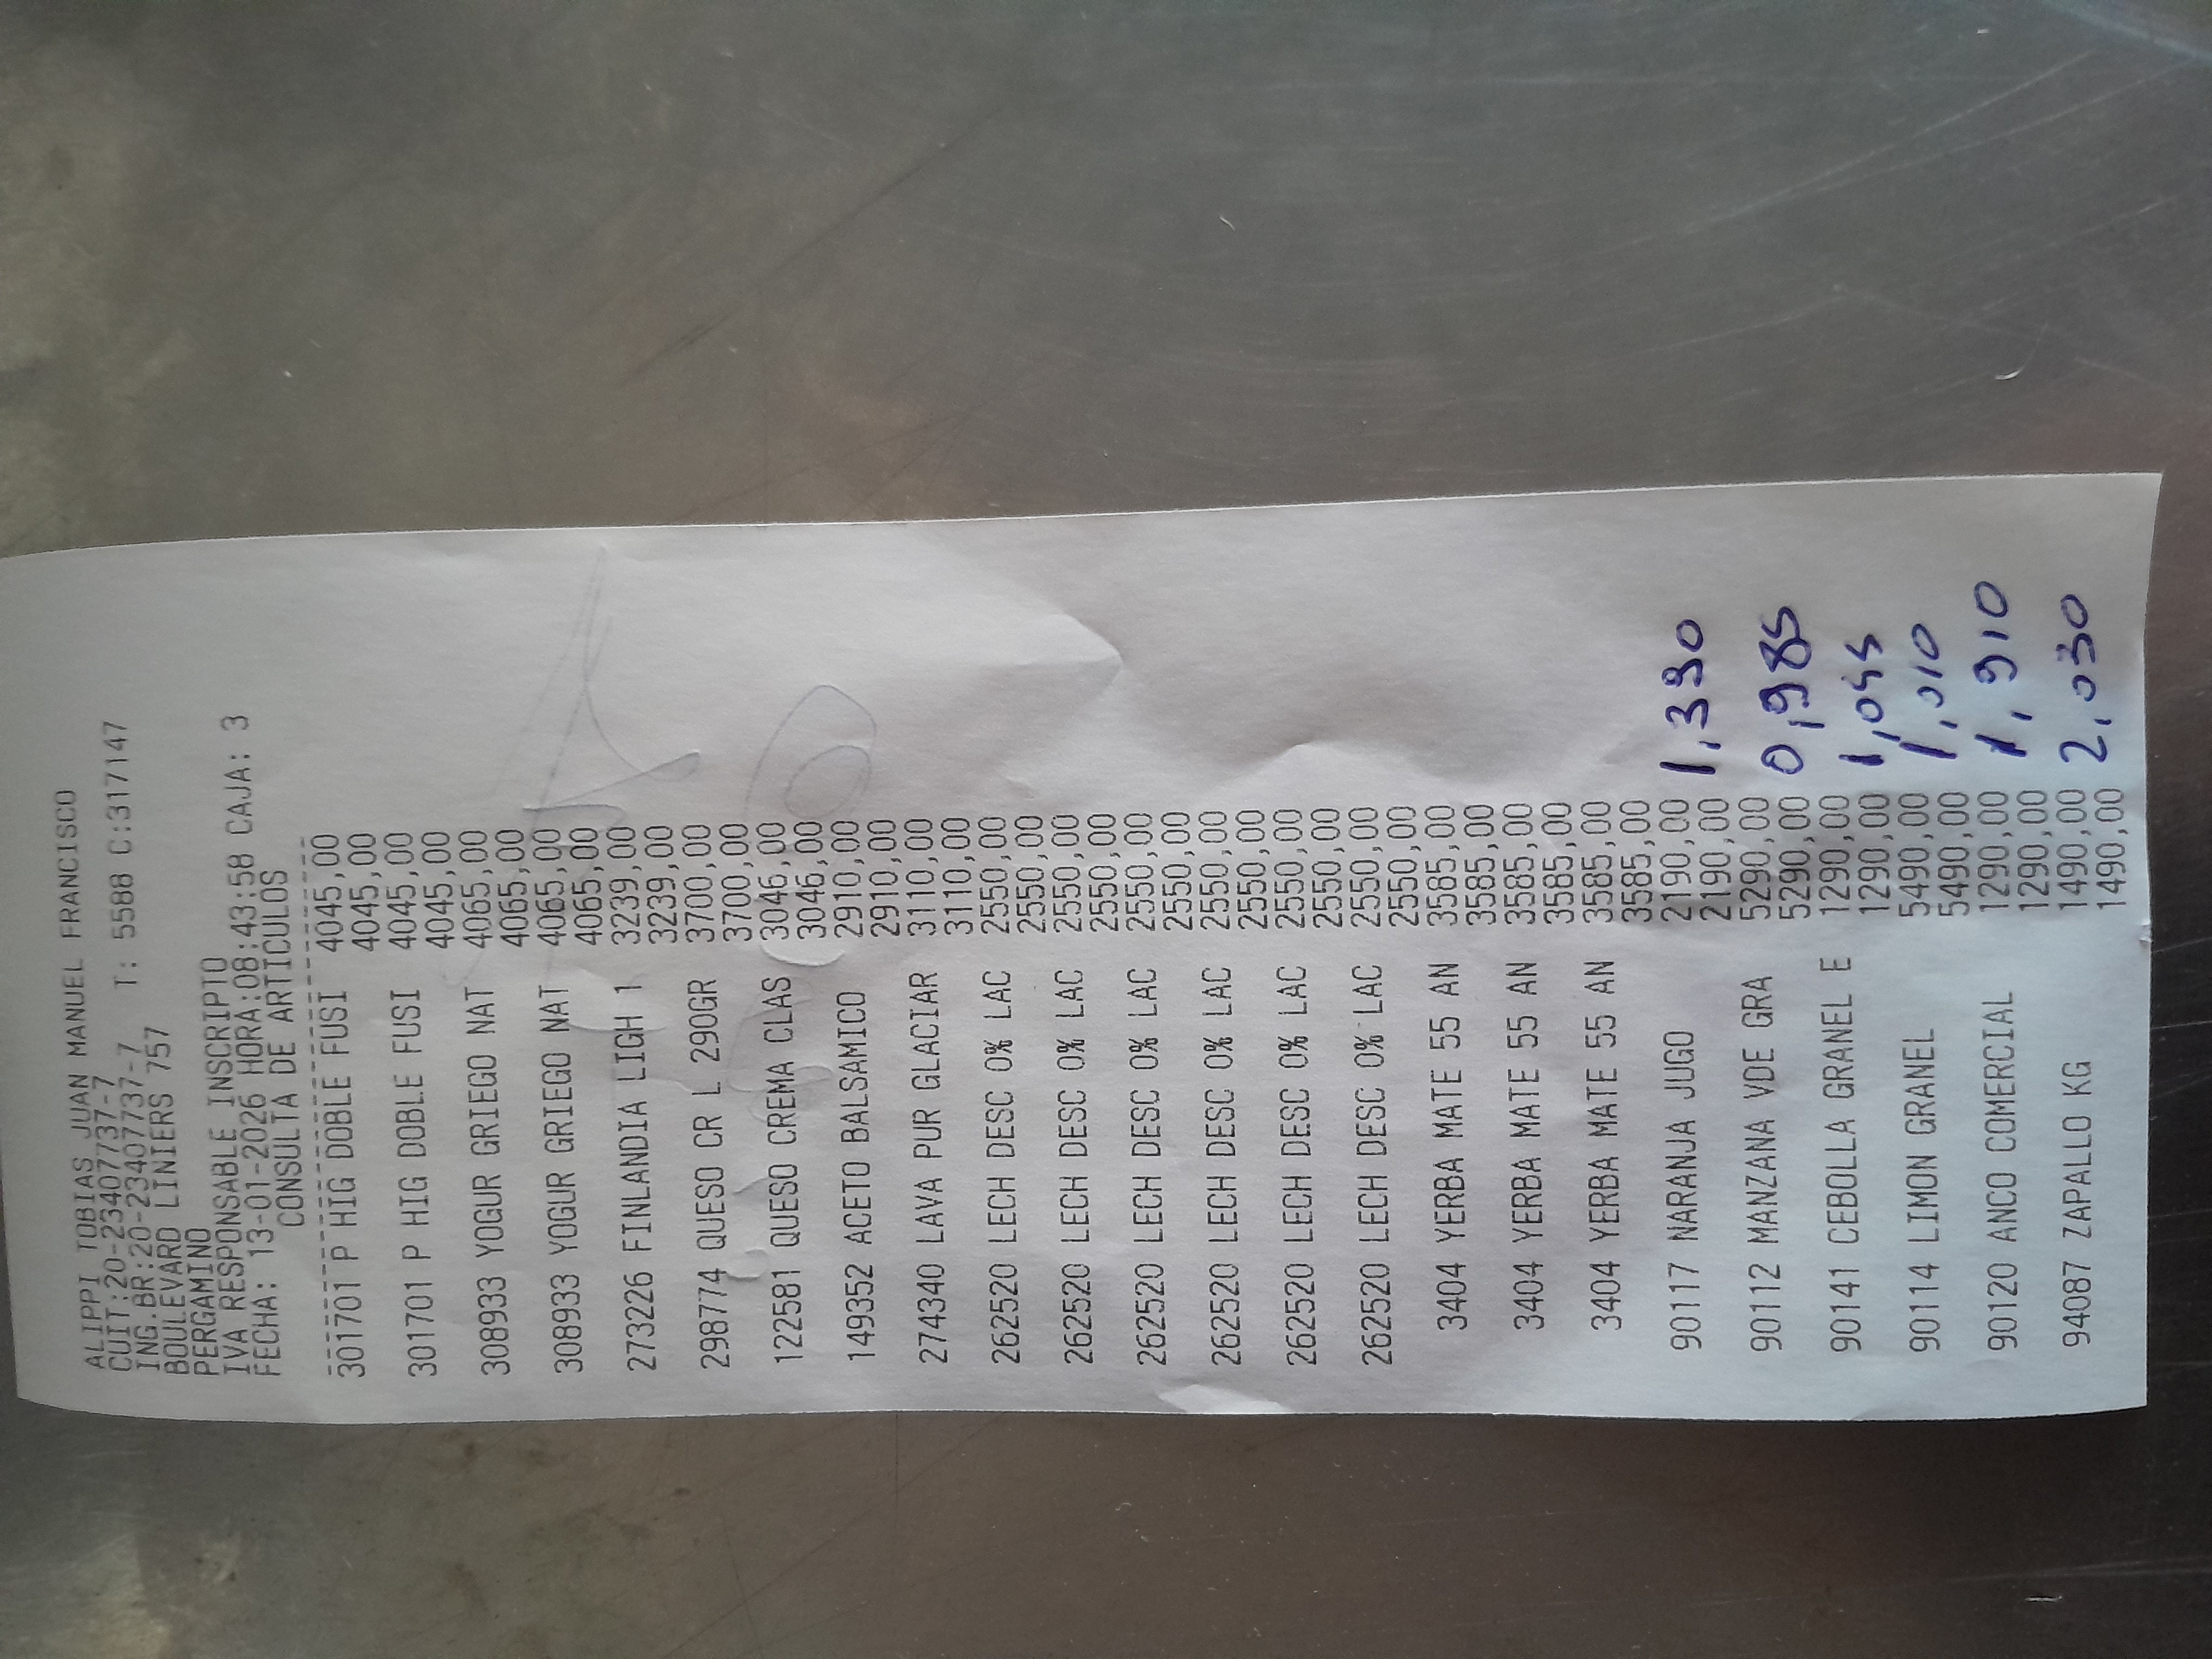 ALIPPI TOBIAS JUAN MANUEL FRANCISCO
CUIT:20-23407737-7
ING.BR:20-23407737-7 T: 5588 C:317147
BOULEVARD LINIERS 757
PERGAMINO
IVA RESPONSABLE INSCRIPTO
FECHA: 13-01-2026 HORA:08:43:58 CAJA: 3
CONSULTA DE ARTICULOS
301701 P HIG DOBLE FUSI 4045,00
4045,00
301701 P HIG DOBLE FUSI 4045,00
4045,00
308933 YOGUR GRIEGO NAT 4065,00
4065,00
308933 YOGUR GRIEGO NAT 4065,00
4065,00
273226 FINLANDIA LIGH 1 3239,00
3239,00
298774 QUESO CR L 290GR 3700,00
3700,00
122581 QUESO CREMA CLAS 3046,00
3046,00
149352 ACETO BALSAMICO 2910,00
2910,00
274340 LAVA PUR GLACIAR 3110,00
3110,00
262520 LECH DESC 0% LAC 2550,00
2550,00
262520 LECH DESC 0% LAC 2550,00
2550,00
262520 LECH DESC 0% LAC 2550,00
2550,00
262520 LECH DESC 0% LAC 2550,00
2550,00
262520 LECH DESC 0% LAC 2550,00
2550,00
262520 LECH DESC 0% LAC 2550,00
2550,00
3404 YERBA MATE 55 AN 3585,00
3585,00
3404 YERBA MATE 55 AN 3585,00
3585,00
3404 YERBA MATE 55 AN 3585,00
3585,00
90117 NARANJA JUGO 2190,00 1,390
2190,00
90112 MANZANA VDE GRA 5290,00 0,985
5290,00
90141 CEBOLLA GRANEL E 1290,00
1290,00
90114 LIMON GRANEL 5490,00 1,010
5490,00
90120 ANCO COMERCIAL 1290,00 1,910
1290,00
94087 ZAPALLO KG 1490,00 2,030
1490,00